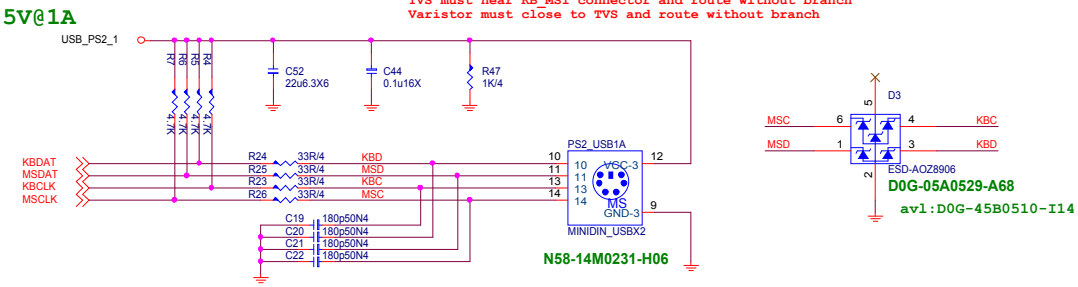 TVS must near KB_MS1 connector and route without branch
Varistor must close to TVS and route without branch
5V@1A
USB_PS2_1
R7
R6
R5
R4
4.7K
4.7K
4.7K
4.7K
C52
22u6.3X6
C44
0.1u16X
R47
1K/4
KBDAT
MSDAT
KBCLK
MSCLK
R24 33R/4 KBD
R25 33R/4 MSD
R23 33R/4 KBC
R26 33R/4 MSC
C19 180p50N4
C20 180p50N4
C21 180p50N4
C22 180p50N4
PS2_USB1A
10 10 VCC-3 12
11 11
13 13
14 14
MS
GND-3 9
MINIDIN_USBX2
N58-14M0231-H06
D3
5
MSC 6 4 KBC
MSD 1 3 KBD
2
ESD-AOZ8906
D0G-05A0529-A68
avl:D0G-45B0510-I14